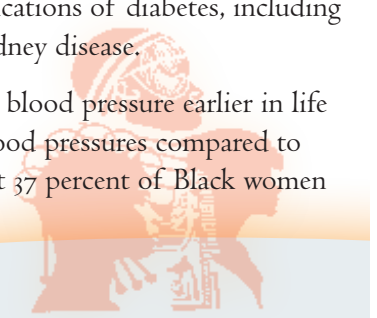 ications of diabetes, including
dney disease.
blood pressure earlier in life
ood pressures compared to
t 37 percent of Black women